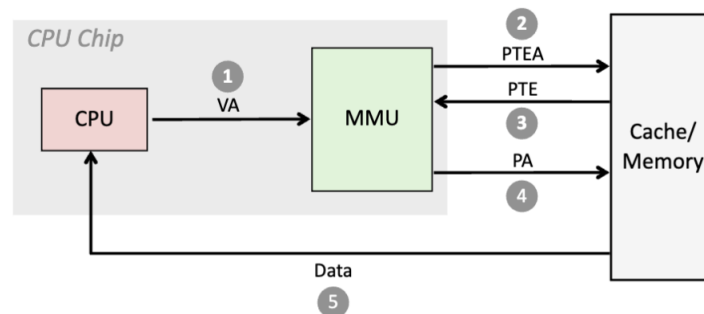 CPU Chip
2
PTEA
1
VA
PTE
3
CPU
MMU
Cache/
Memory
PA
4
Data
5